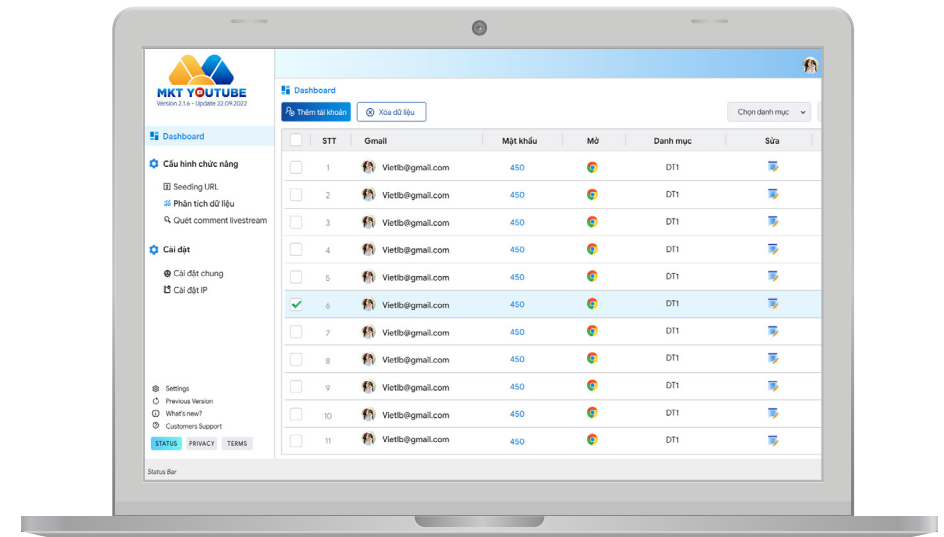 MKT YOUTUBE
Version 2.1.6 - Update 22.09.2022
Dashboard
Cấu hình chức năng
Seeding URL
Phân tích dữ liệu
Quét comment livestream
Cài đặt
Cài đặt chung
Cài đặt IP
Settings
Previous Version
What's new?
Customers Support
STATUS PRIVACY TERMS
Status Bar
Dashboard
Thêm tài khoản Xóa dữ liệu Chọn danh mục
STT Gmail Mật khẩu Mở Danh mục Sửa
1 Vietlb@gmail.com 450 DT1
2 Vietlb@gmail.com 450 DT1
3 Vietlb@gmail.com 450 DT1
4 Vietlb@gmail.com 450 DT1
5 Vietlb@gmail.com 450 DT1
6 Vietlb@gmail.com 450 DT1
7 Vietlb@gmail.com 450 DT1
8 Vietlb@gmail.com 450 DT1
9 Vietlb@gmail.com 450 DT1
10 Vietlb@gmail.com 450 DT1
11 Vietlb@gmail.com 450 DT1